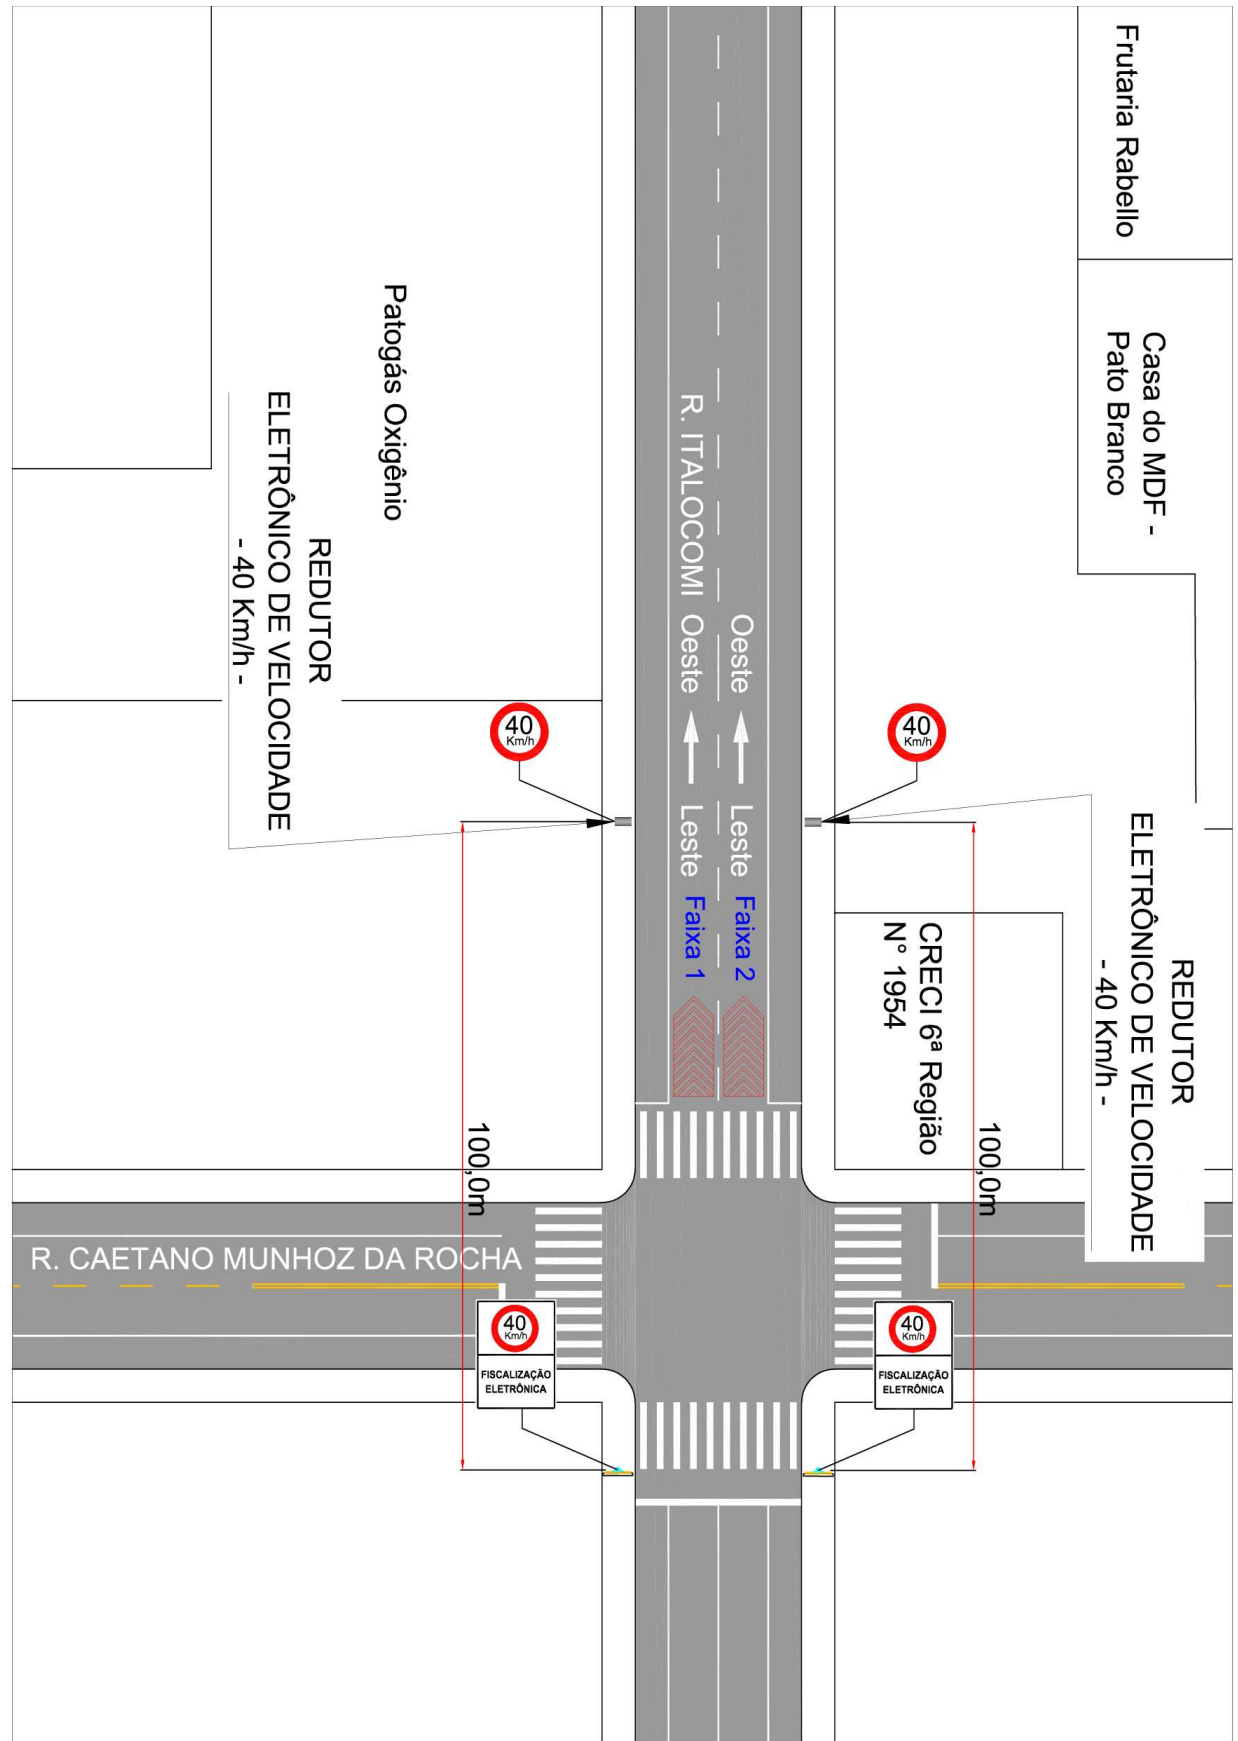 Frutaria Rabello
Casa do MDF -
Pato Branco
Patogás Oxigênio
REDUTOR
ELETRÔNICO DE VELOCIDADE
- 40 Km/h -
R. ITALOCOMI
Oeste
Oeste
Leste
Leste
Faixa 1
Faixa 2
40
Km/h
40
Km/h
REDUTOR
ELETRÔNICO DE VELOCIDADE
- 40 Km/h -
CRECI 6ª Região
N° 1954
100,0m
100,0m
R. CAETANO MUNHOZ DA ROCHA
40
Km/h
FISCALIZAÇÃO
ELETRÔNICA
40
Km/h
FISCALIZAÇÃO
ELETRÔNICA